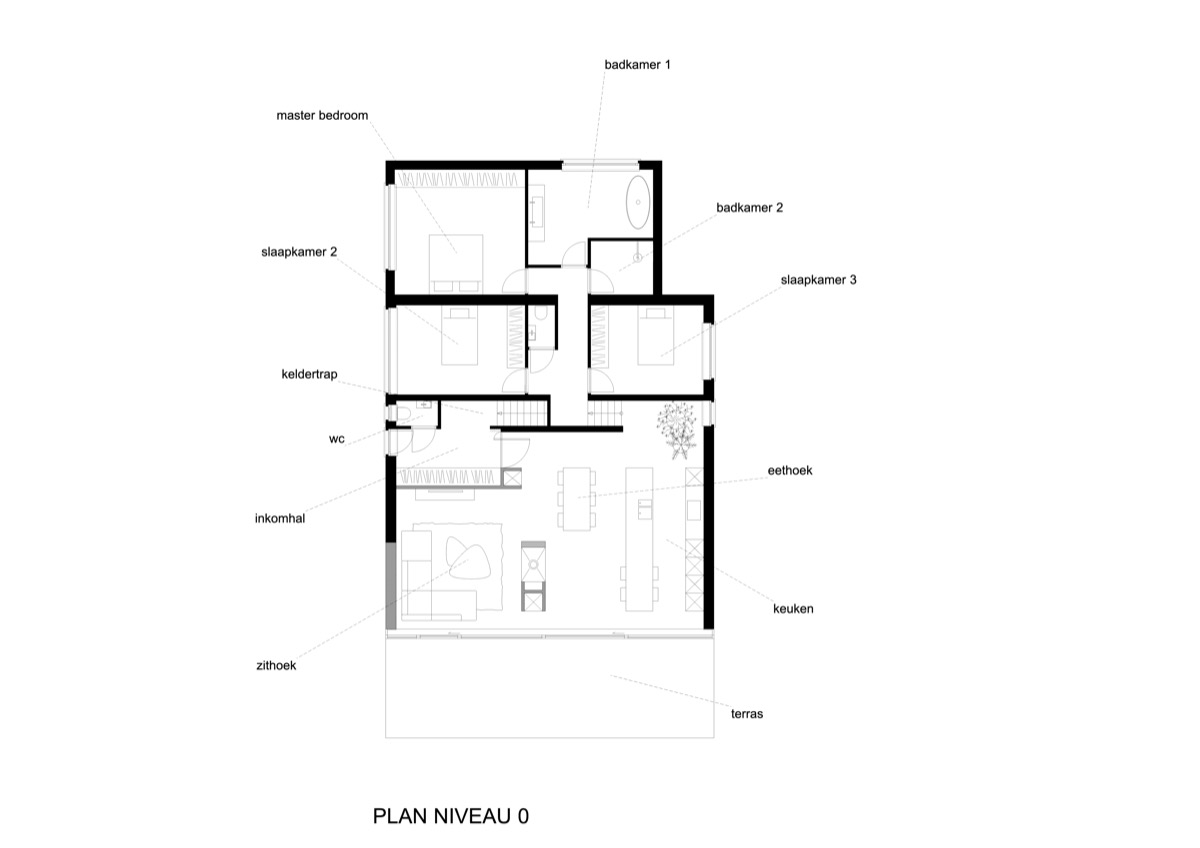 badkamer 1
master bedroom
badkamer 2
slaapkamer 2
slaapkamer 3
keldertrap
wc
eethoek
inkomhal
keuken
zithoek
terras
PLAN NIVEAU 0